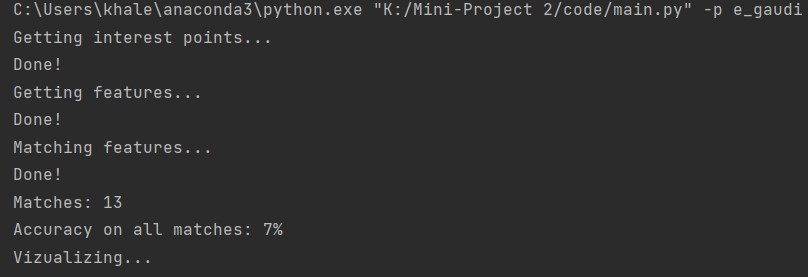 C:\Users\khale\anaconda3\python.exe "K:/Mini-Project 2/code/main.py" -p e_gaudi
Getting interest points...
Done!
Getting features...
Done!
Matching features...
Done!
Matches: 13
Accuracy on all matches: 7%
Vizualizing...